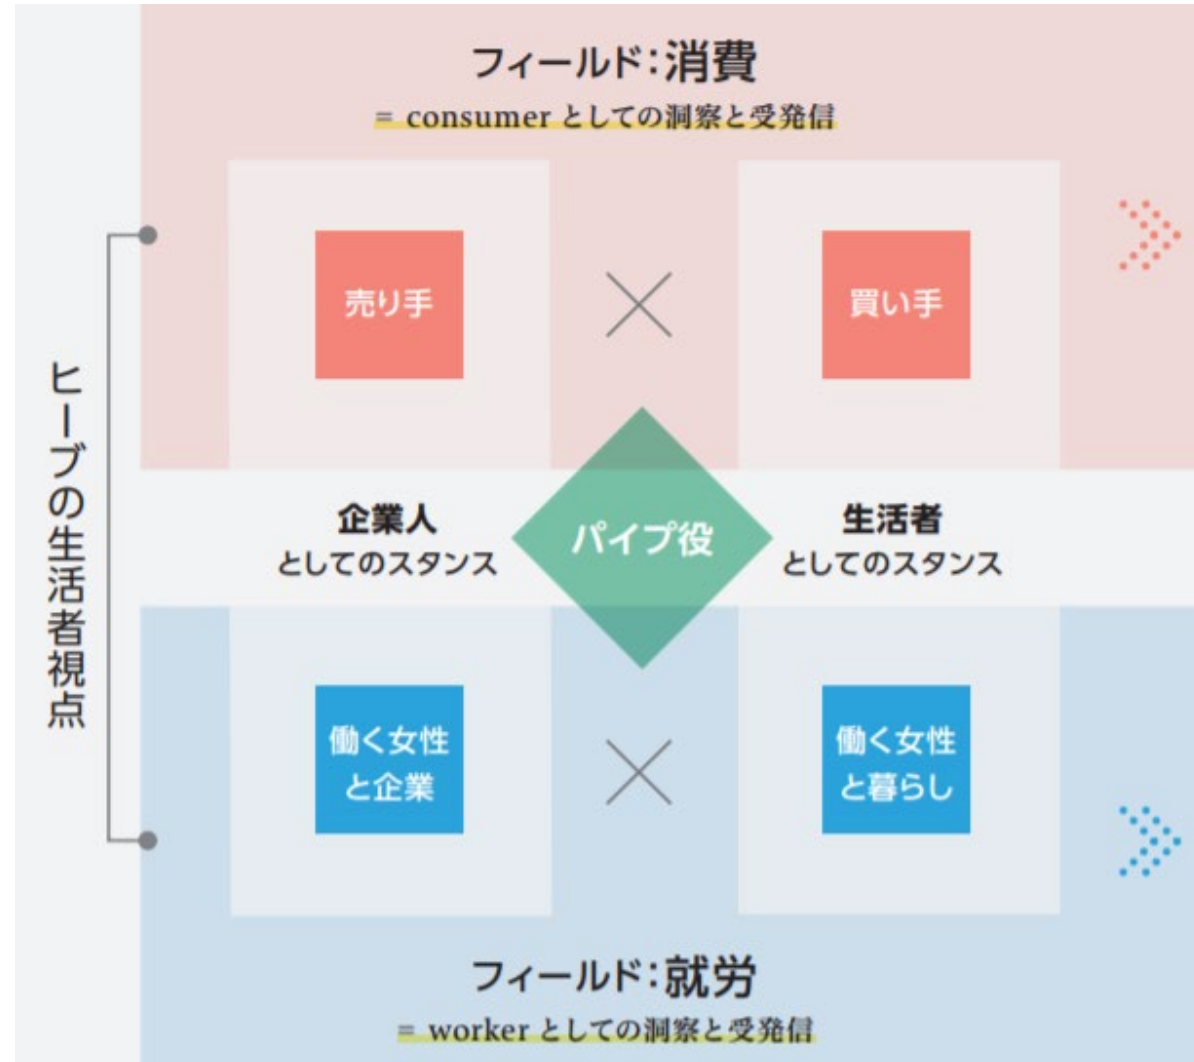 フィールド:消費
= consumer としての洞察と受発信
売り手
買い手
ヒーブの生活者視点
企業人
としてのスタンス
パイプ役
生活者
としてのスタンス
働く女性
と企業
働く女性
と暮らし
フィールド:就労
= worker としての洞察と受発信